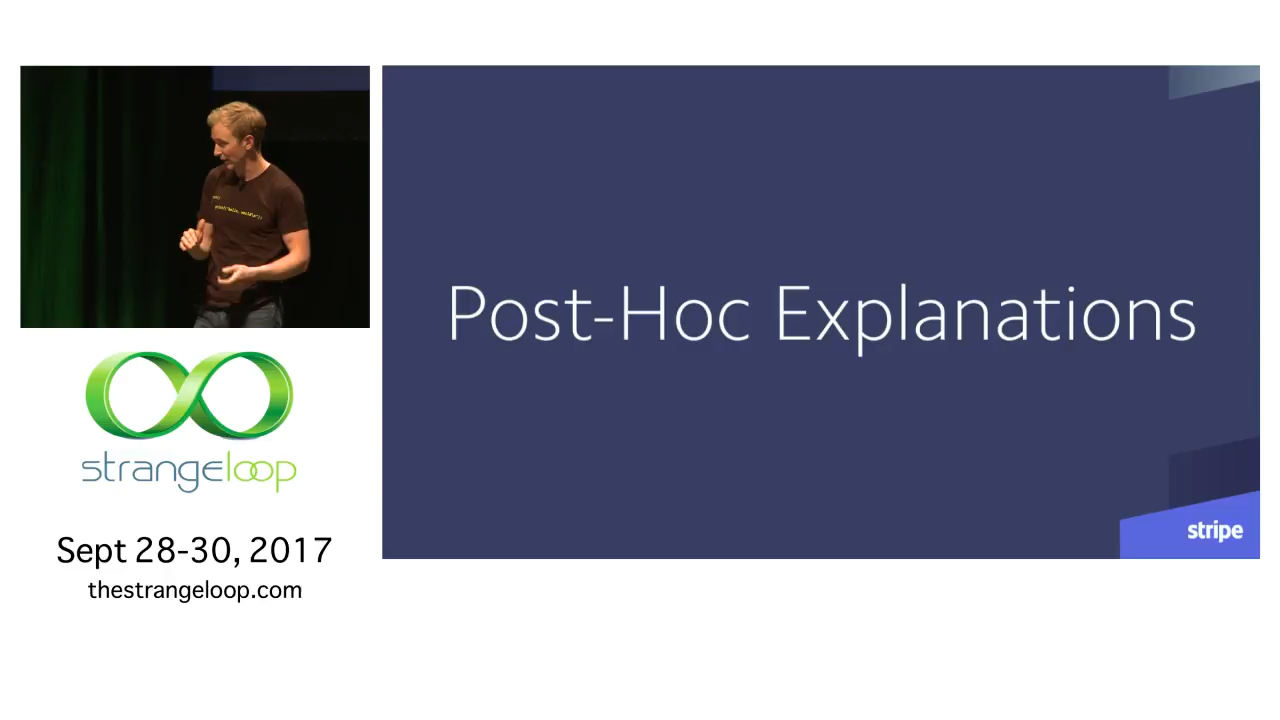 Post-Hoc Explanations
stripe
strangeloop
Sept 28-30, 2017
thestrangeloop.com